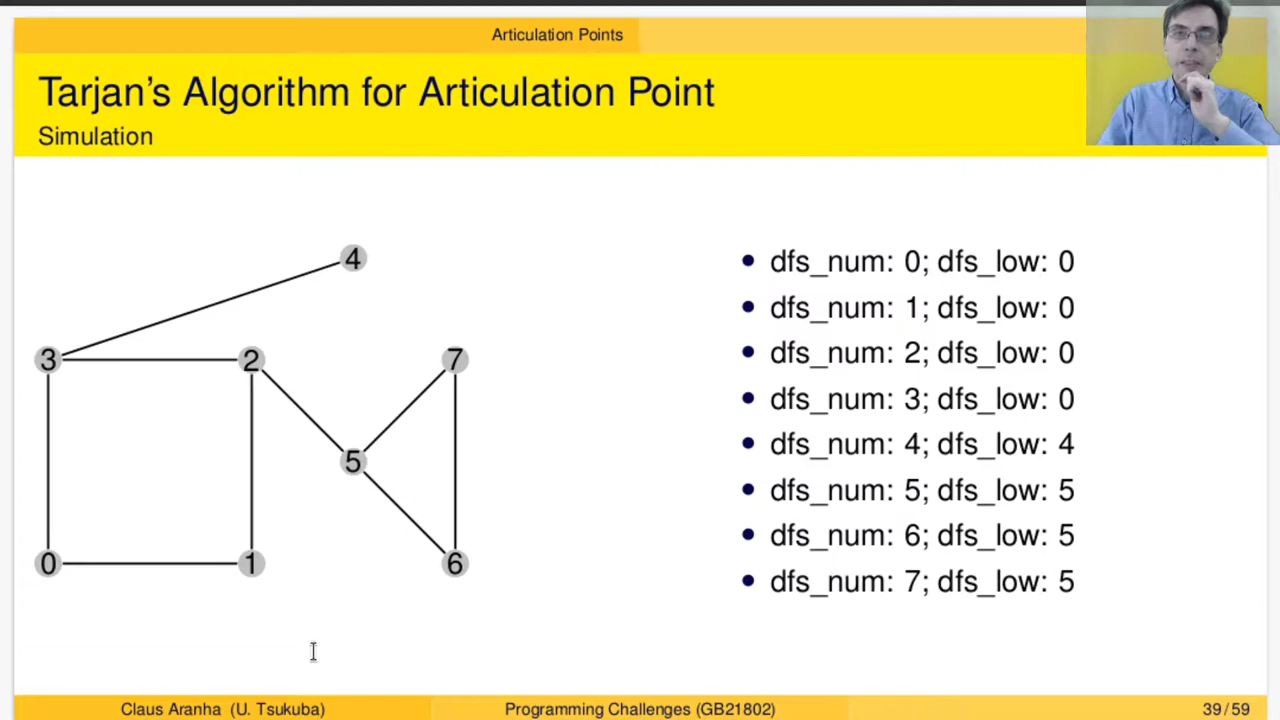 Articulation Points
Tarjan's Algorithm for Articulation Point
Simulation
4
3
2
7
5
0
1
6
• dfs_num: 0; dfs_low: 0
• dfs_num: 1; dfs_low: 0
• dfs_num: 2; dfs_low: 0
• dfs_num: 3; dfs_low: 0
• dfs_num: 4; dfs_low: 4
• dfs_num: 5; dfs_low: 5
• dfs_num: 6; dfs_low: 5
• dfs_num: 7; dfs_low: 5
Claus Aranha (U. Tsukuba)
Programming Challenges (GB21802)
39/59